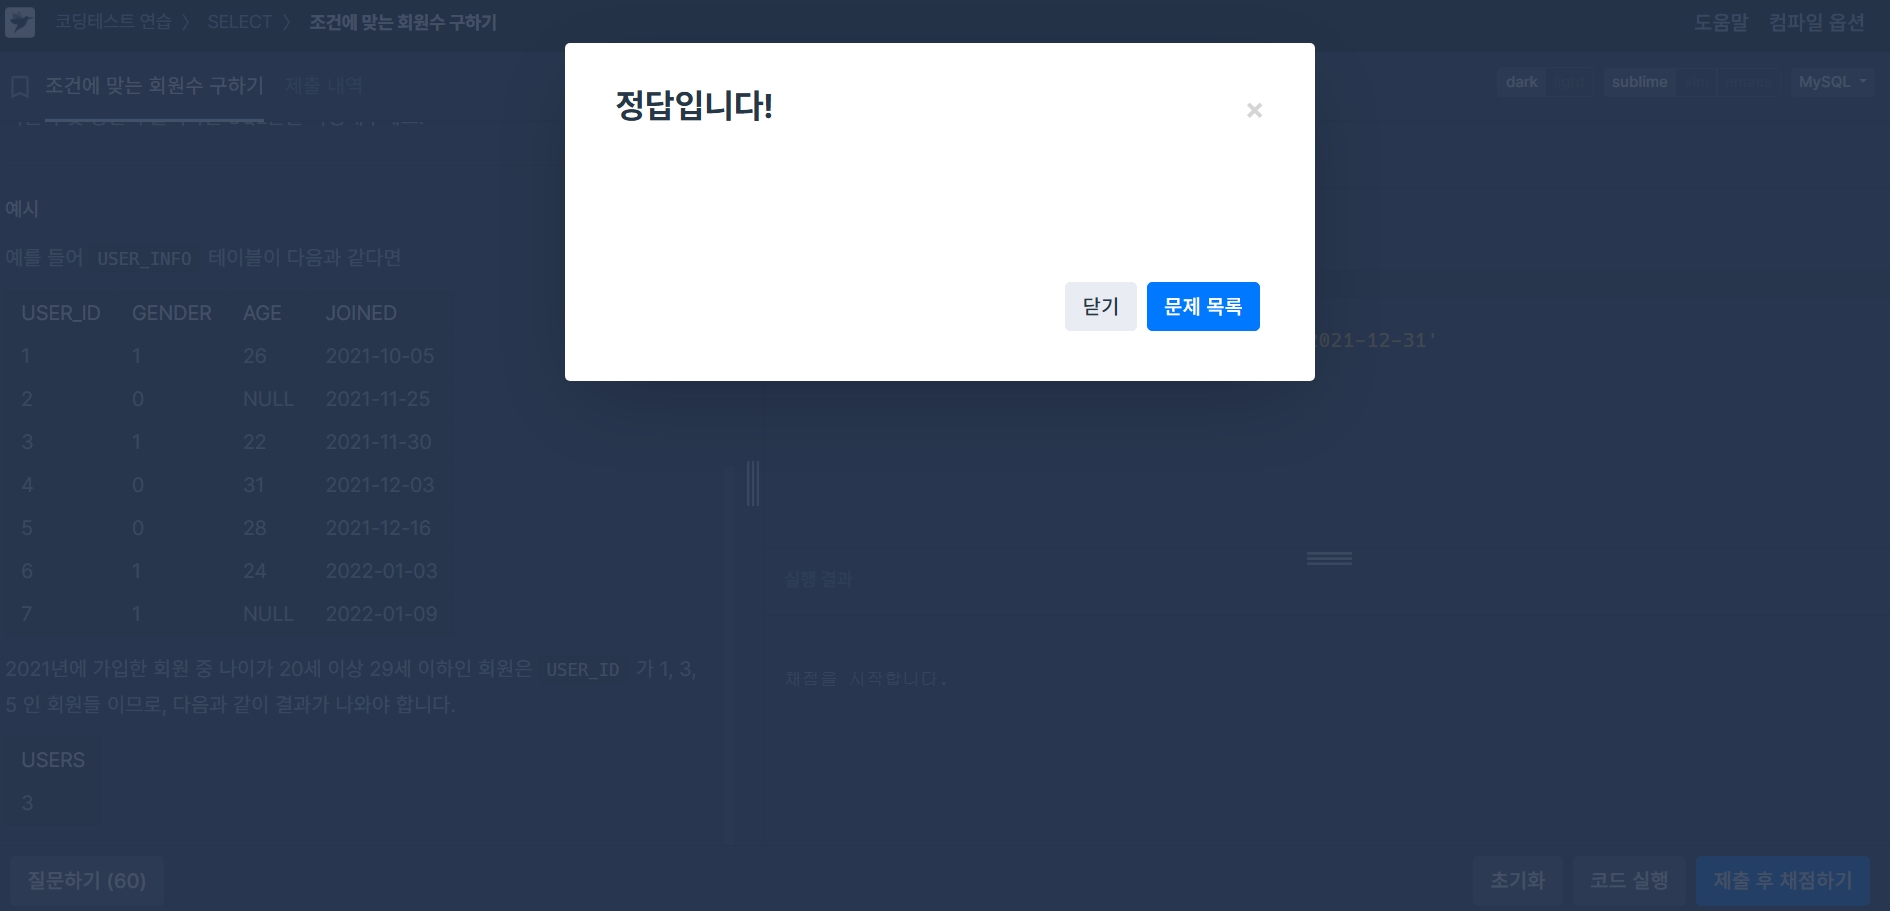 코딩테스트 연습 〉 SELECT 〉 조건에 맞는 회원수 구하기
도움말 컴파일 옵션
조건에 맞는 회원수 구하기 제출 내역
dark light sublime vim emacs MySQL
정답입니다!
×
닫기 문제 목록
예시
예를 들어 USER_INFO 테이블이 다음과 같다면
USER_ID GENDER AGE JOINED
1 1 26 2021-10-05
2 0 NULL 2021-11-25
3 1 22 2021-11-30
4 0 31 2021-12-03
5 0 28 2021-12-16
6 1 24 2022-01-03
7 1 NULL 2022-01-09
2021년에 가입한 회원 중 나이가 20세 이상 29세 이하인 회원은 USER_ID 가 1, 3,
5 인 회원들 이므로, 다음과 같이 결과가 나와야 합니다.
USERS
3
2021-12-31'
실행 결과
채점을 시작합니다.
질문하기 (60)
초기화 코드 실행 제출 후 채점하기